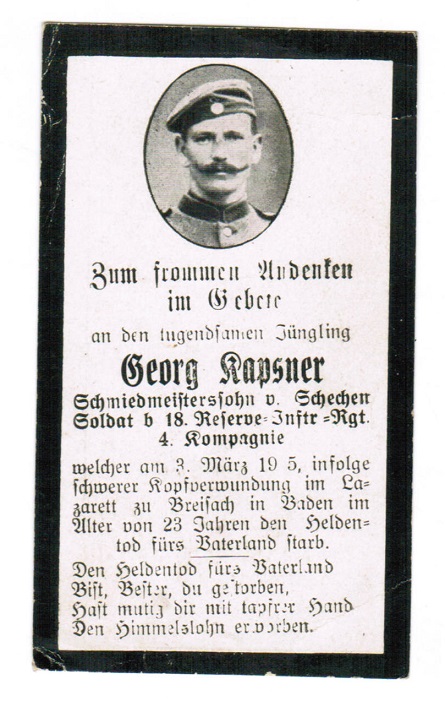 Zum frommen Andenken
im Gebete
an den tugendsamen Jüngling
Georg Kapsner
Schmiedmeisterssohn v. Schechen
Soldat b 18. Reserve-Inftr.-Rgt.
4. Kompagnie
welcher am 3. März 19 5, infolge
schwerer Kopfverwundung im La-
zarett zu Breisach in Baden im
Alter von 23 Jahren den Helden-
tod fürs Vaterland starb.
Den Heldentod fürs Vaterland
Bist, Bester, du gestorben,
Hast mutig dir mit tapfrer Hand
Den Himmelslohn erworben.